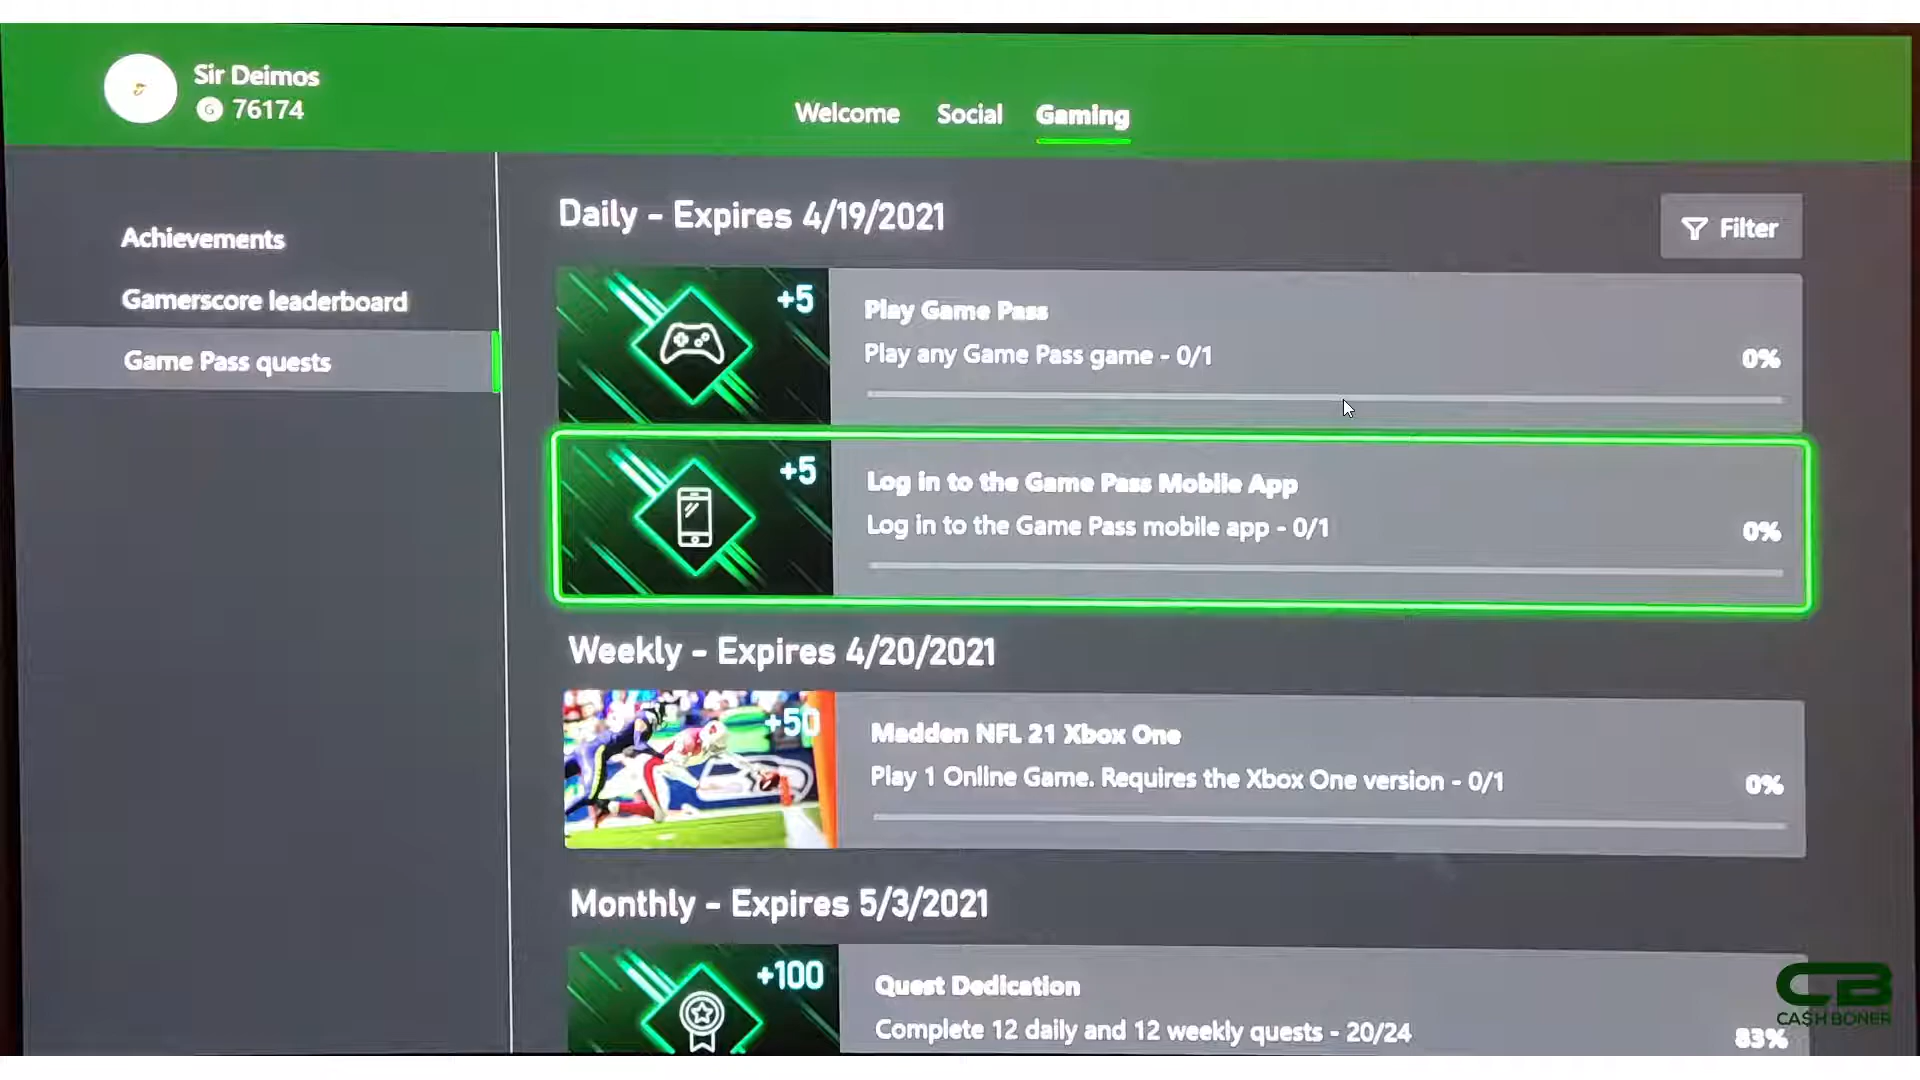 Sir Deimos
G 76174
Welcome Social Gaming
Achievements
Gamerscore leaderboard
Game Pass quests
Daily - Expires 4/19/2021
Filter
+5
Play Game Pass
Play any Game Pass game - 0/1
0%
+5
Log in to the Game Pass Mobile App
Log in to the Game Pass mobile app - 0/1
0%
Weekly - Expires 4/20/2021
+50
Madden NFL 21 Xbox One
Play 1 Online Game. Requires the Xbox One version - 0/1
0%
Monthly - Expires 5/3/2021
+100
Quest Dedication
Complete 12 daily and 12 weekly quests - 20/24
83%
CB
CA$H BONER